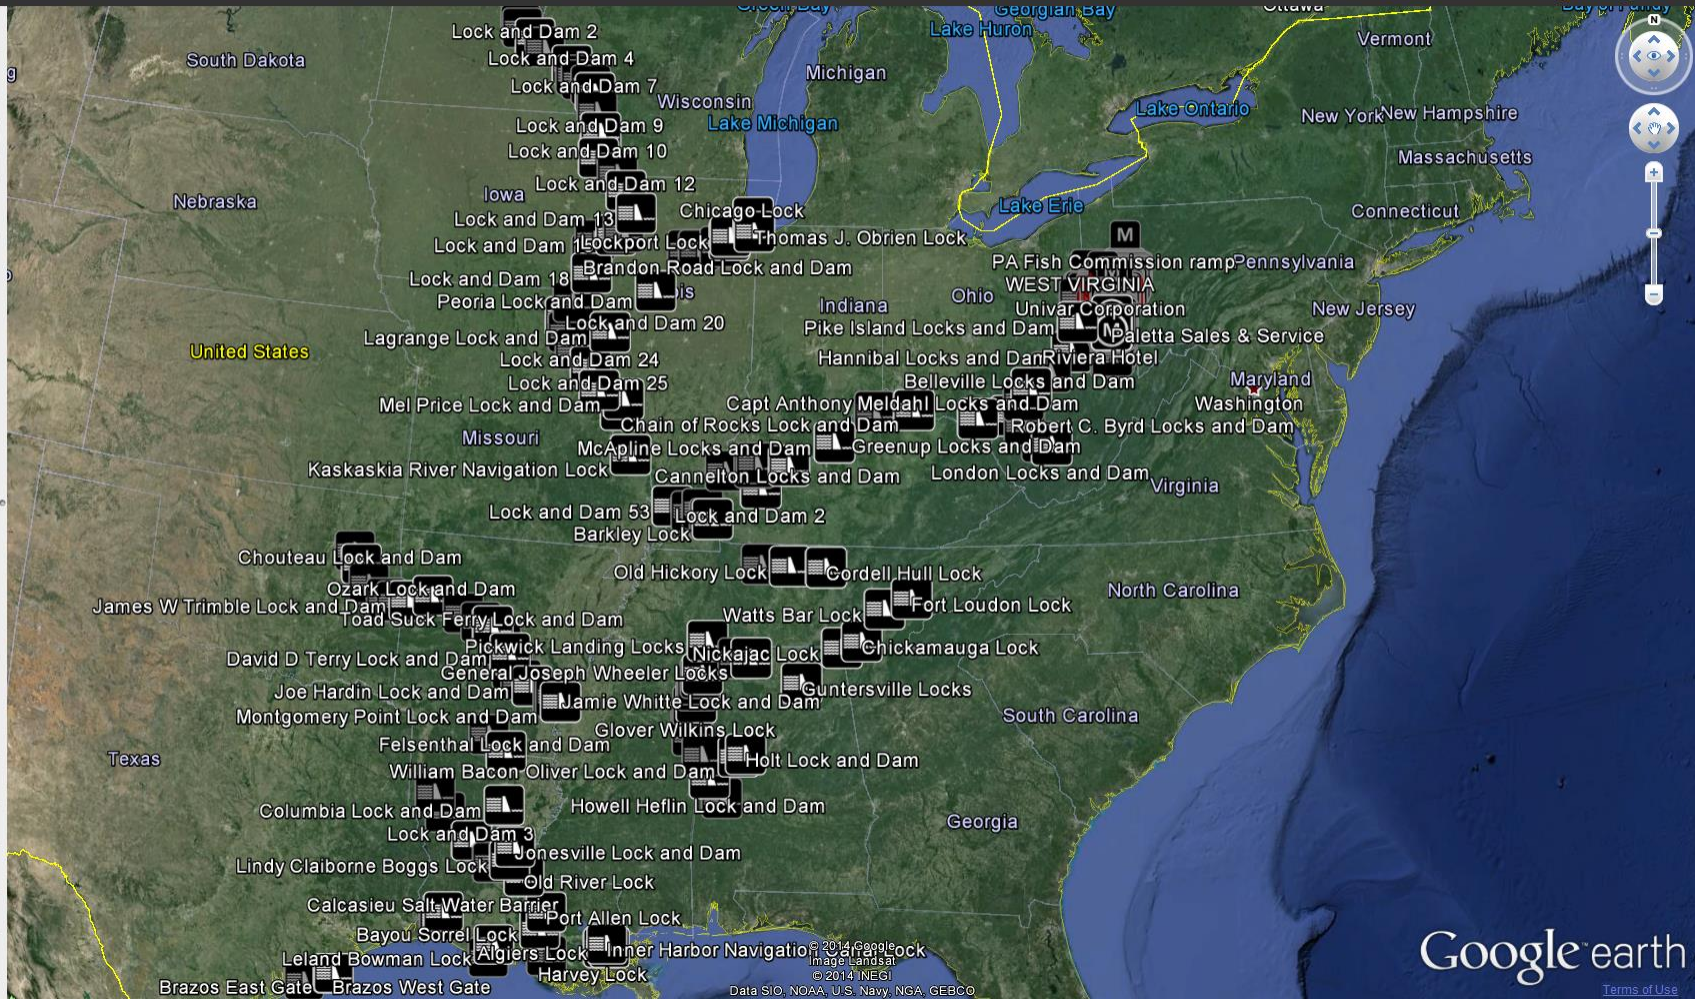 Green Bay
Georgian Bay
Ottawa
Lock and Dam 2
Lake Huron
Vermont
South Dakota
Lock and Dam 4
Michigan
Lock and Dam 7
Wisconsin
Lake Ontario
New York
New Hampshire
Lock and Dam 9
Lake Michigan
Lock and Dam 10
Massachusetts
Lock and Dam 12
Iowa
Nebraska
Chicago Lock
Lake Erie
Connecticut
Lock and Dam 13
Lockport Lock
Thomas J. Obrien Lock
Lock and Dam
Brandon Road Lock and Dam
PA Fish Commission ramp
Pennsylvania
Lock and Dam 18
WEST VIRGINIA
Peoria Lock and Dam
Indiana
Ohio
Univar Corporation
New Jersey
Lock and Dam 20
Pike Island Locks and Dam
Paletta Sales & Service
Lagrange Lock and Dam
United States
Lock and Dam 24
Hannibal Locks and Dam
Riviera Hotel
Lock and Dam 25
Belleville Locks and Dam
Maryland
Mel Price Lock and Dam
Capt Anthony Meldahl Locks and Dam
Washington
Chain of Rocks Lock and Dam
Robert C. Byrd Locks and Dam
Missouri
McAlpine Locks and Dam
Greenup Locks and Dam
Kaskaskia River Navigation Lock
Cannelton Locks and Dam
London Locks and Dam
Virginia
Lock and Dam 53
Lock and Dam 2
Barkley Lock
Chouteau Lock and Dam
Old Hickory Lock
Cordell Hull Lock
Ozark Lock and Dam
North Carolina
James W Trimble Lock and Dam
Toad Suck Ferry Lock and Dam
Watts Bar Lock
Fort Loudon Lock
Pickwick Landing Locks
Nickajac Lock
Chickamauga Lock
David D Terry Lock and Dam
General Joseph Wheeler Locks
Joe Hardin Lock and Dam
Guntersville Locks
Jamie Whitte Lock and Dam
Montgomery Point Lock and Dam
South Carolina
Glover Wilkins Lock
Felsenthal Lock and Dam
Texas
Holt Lock and Dam
William Bacon Oliver Lock and Dam
Columbia Lock and Dam
Howell Heflin Lock and Dam
Georgia
Lock and Dam 3
Jonesville Lock and Dam
Lindy Claiborne Boggs Lock
Old River Lock
Calcasieu Salt Water Barrier
Port Allen Lock
Bayou Sorrel Lock
Algiers Lock
Inner Harbor Navigation Canal Lock
Leland Bowman Lock
Harvey Lock
Brazos East Gate
Brazos West Gate
© 2014 Google
Image Landsat
© 2014 INEGI
Data SIO, NOAA, U.S. Navy, NGA, GEBCO
Google earth
Terms of Use
N
M